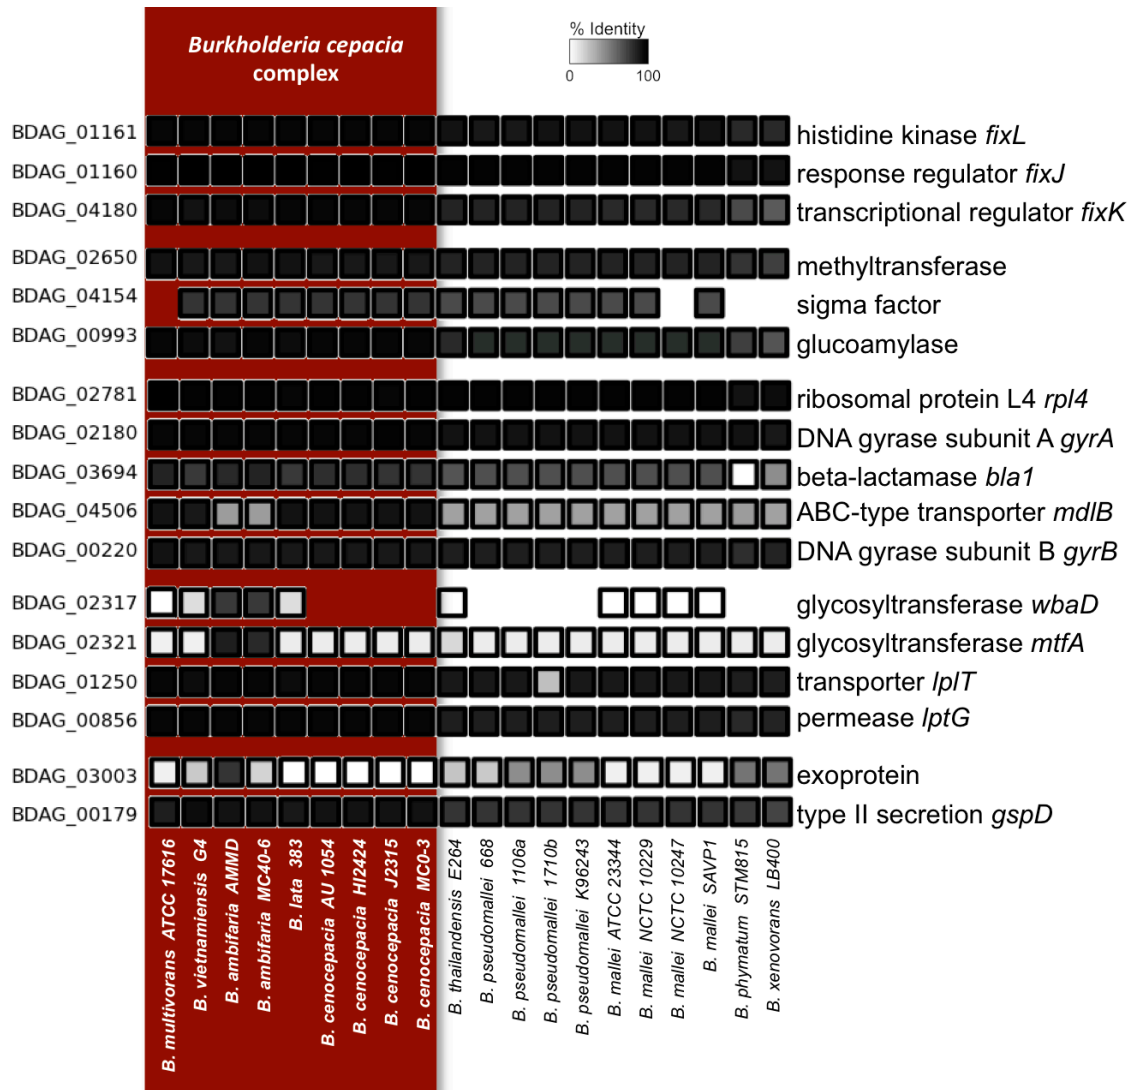 Burkholderia cepacia
complex
% Identity
0 100
BDAG_01161 histidine kinase fixL
BDAG_01160 response regulator fixJ
BDAG_04180 transcriptional regulator fixK
BDAG_02650 methyltransferase
BDAG_04154 sigma factor
BDAG_00993 glucoamylase
BDAG_02781 ribosomal protein L4 rpl4
BDAG_02180 DNA gyrase subunit A gyrA
BDAG_03694 beta-lactamase bla1
BDAG_04506 ABC-type transporter mdlB
BDAG_00220 DNA gyrase subunit B gyrB
BDAG_02317 glycosyltransferase wbaD
BDAG_02321 glycosyltransferase mtfA
BDAG_01250 transporter lplT
BDAG_00856 permease lptG
BDAG_03003 exoprotein
BDAG_00179 type II secretion gspD
B. multivorans ATCC 17616
B. vietnamiensis G4
B. ambifaria AMMD
B. ambifaria MC40-6
B. lata 383
B. cenocepacia AU 1054
B. cenocepacia HI2424
B. cenocepacia J2315
B. cenocepacia MC0-3
B. thailandensis E264
B. pseudomallei 668
B. pseudomallei 1106a
B. pseudomallei 1710b
B. pseudomallei K96243
B. mallei ATCC 23344
B. mallei NCTC 10229
B. mallei NCTC 10247
B. mallei SAVP1
B. phymatum STM815
B. xenovorans LB400